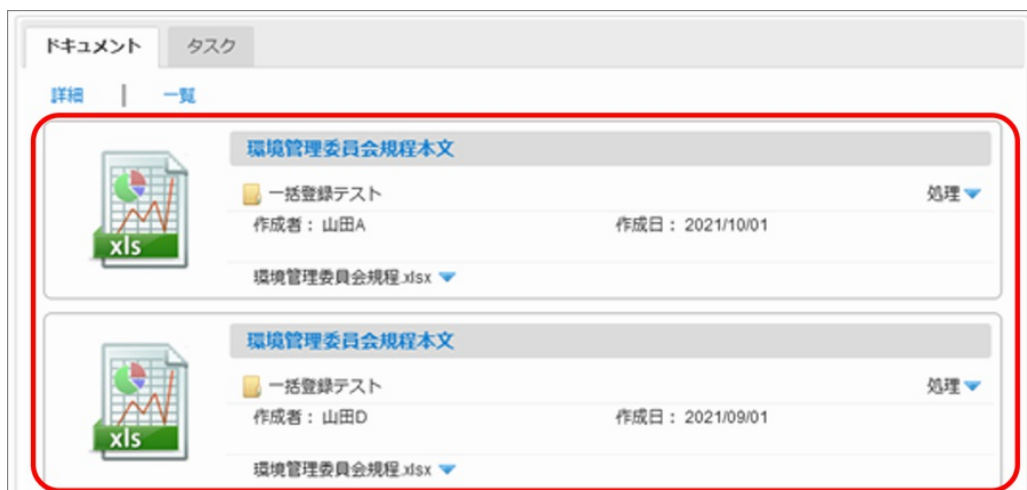 ドキュメント タスク
詳細 | 一覧
環境管理委員会規程本文
一括登録テスト 処理
作成者： 山田A 作成日： 2021/10/01
xls
環境管理委員会規程.xlsx
環境管理委員会規程本文
一括登録テスト 処理
作成者： 山田D 作成日： 2021/09/01
xls
環境管理委員会規程.xlsx